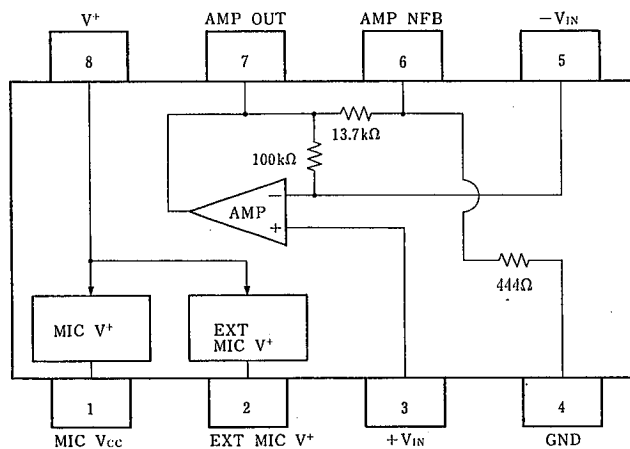 V+ AMP OUT AMP NFB −VIN
8 7 6 5
13.7kΩ
100kΩ
−
AMP
+
444Ω
MIC V+ EXT
MIC V+
1 2 3 4
MIC Vcc EXT MIC V+ +VIN GND